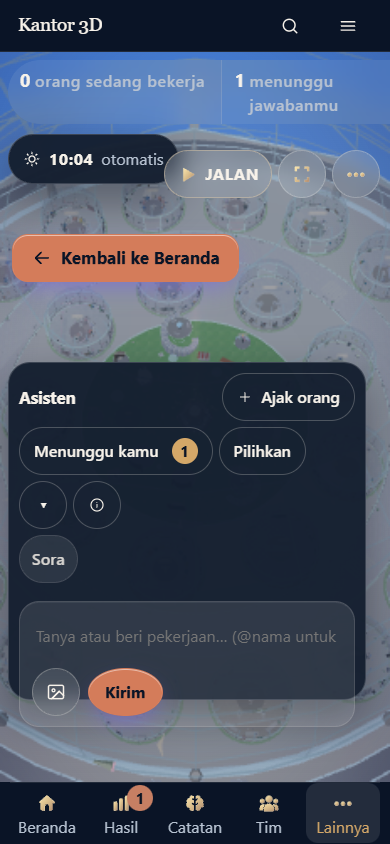 Kantor 3D
0 orang sedang bekerja
1 menunggu
jawabanmu
10:04 otomatis
JALAN
Kembali ke Beranda
Asisten
Ajak orang
Menunggu kamu 1
Pilihkan
Sora
Tanya atau beri pekerjaan... (@nama untuk
Kirim
1
Beranda
Hasil
Catatan
Tim
Lainnya